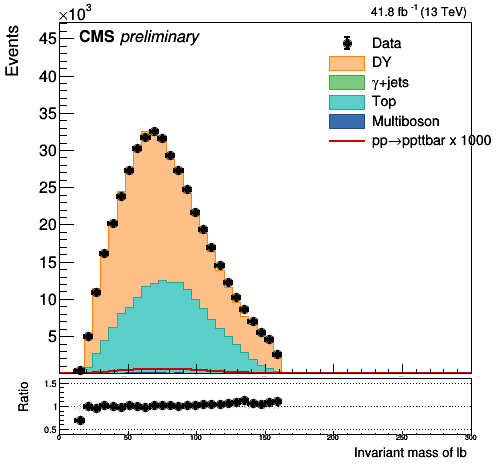 ×10³
41.8 fb⁻¹ (13 TeV)
CMS preliminary
Events
45
40
35
30
25
20
15
10
5
Data
DY
γ+jets
Top
Multiboson
pp→ppttbar x 1000
Ratio
1.5
1
0.5
0 50 100 150 200 250 300
Invariant mass of lb